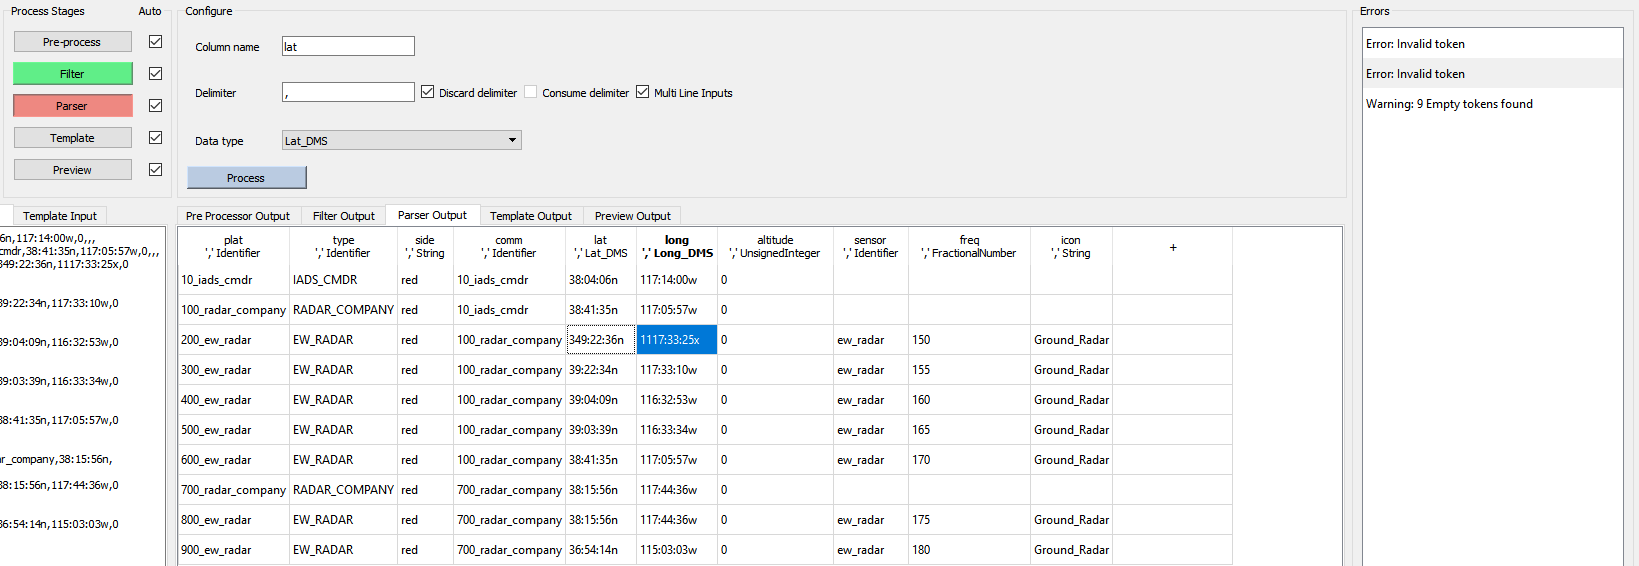 Process Stages
Auto
Pre-process
Filter
Parser
Template
Preview
Configure
Column name
lat
Delimiter
,
Discard delimiter
Consume delimiter
Multi Line Inputs
Data type
Lat_DMS
Process
Errors
Error: Invalid token
Error: Invalid token
Warning: 9 Empty tokens found
Template Input
6n,117:14:00w,0,,,
cmdr,38:41:35n,117:05:57w,0,,,
349:22:36n,1117:33:25x,0
39:22:34n,117:33:10w,0
39:04:09n,116:32:53w,0
39:03:39n,116:33:34w,0
38:41:35n,117:05:57w,0
ar_company,38:15:56n,
38:15:56n,117:44:36w,0
36:54:14n,115:03:03w,0
Pre Processor Output Filter Output Parser Output Template Output Preview Output
plat type side comm lat long altitude sensor freq icon +
',' Identifier ',' Identifier ',' String ',' Identifier ',' Lat_DMS ',' Long_DMS ',' UnsignedInteger ',' Identifier ',' FractionalNumber ',' String
10_iads_cmdr IADS_CMDR red 10_iads_cmdr 38:04:06n 117:14:00w 0
100_radar_company RADAR_COMPANY red 10_iads_cmdr 38:41:35n 117:05:57w 0
200_ew_radar EW_RADAR red 100_radar_company 349:22:36n 1117:33:25x 0 ew_radar 150 Ground_Radar
300_ew_radar EW_RADAR red 100_radar_company 39:22:34n 117:33:10w 0 ew_radar 155 Ground_Radar
400_ew_radar EW_RADAR red 100_radar_company 39:04:09n 116:32:53w 0 ew_radar 160 Ground_Radar
500_ew_radar EW_RADAR red 100_radar_company 39:03:39n 116:33:34w 0 ew_radar 165 Ground_Radar
600_ew_radar EW_RADAR red 100_radar_company 38:41:35n 117:05:57w 0 ew_radar 170 Ground_Radar
700_radar_company RADAR_COMPANY red 700_radar_company 38:15:56n 117:44:36w 0
800_ew_radar EW_RADAR red 700_radar_company 38:15:56n 117:44:36w 0 ew_radar 175 Ground_Radar
900_ew_radar EW_RADAR red 700_radar_company 36:54:14n 115:03:03w 0 ew_radar 180 Ground_Radar